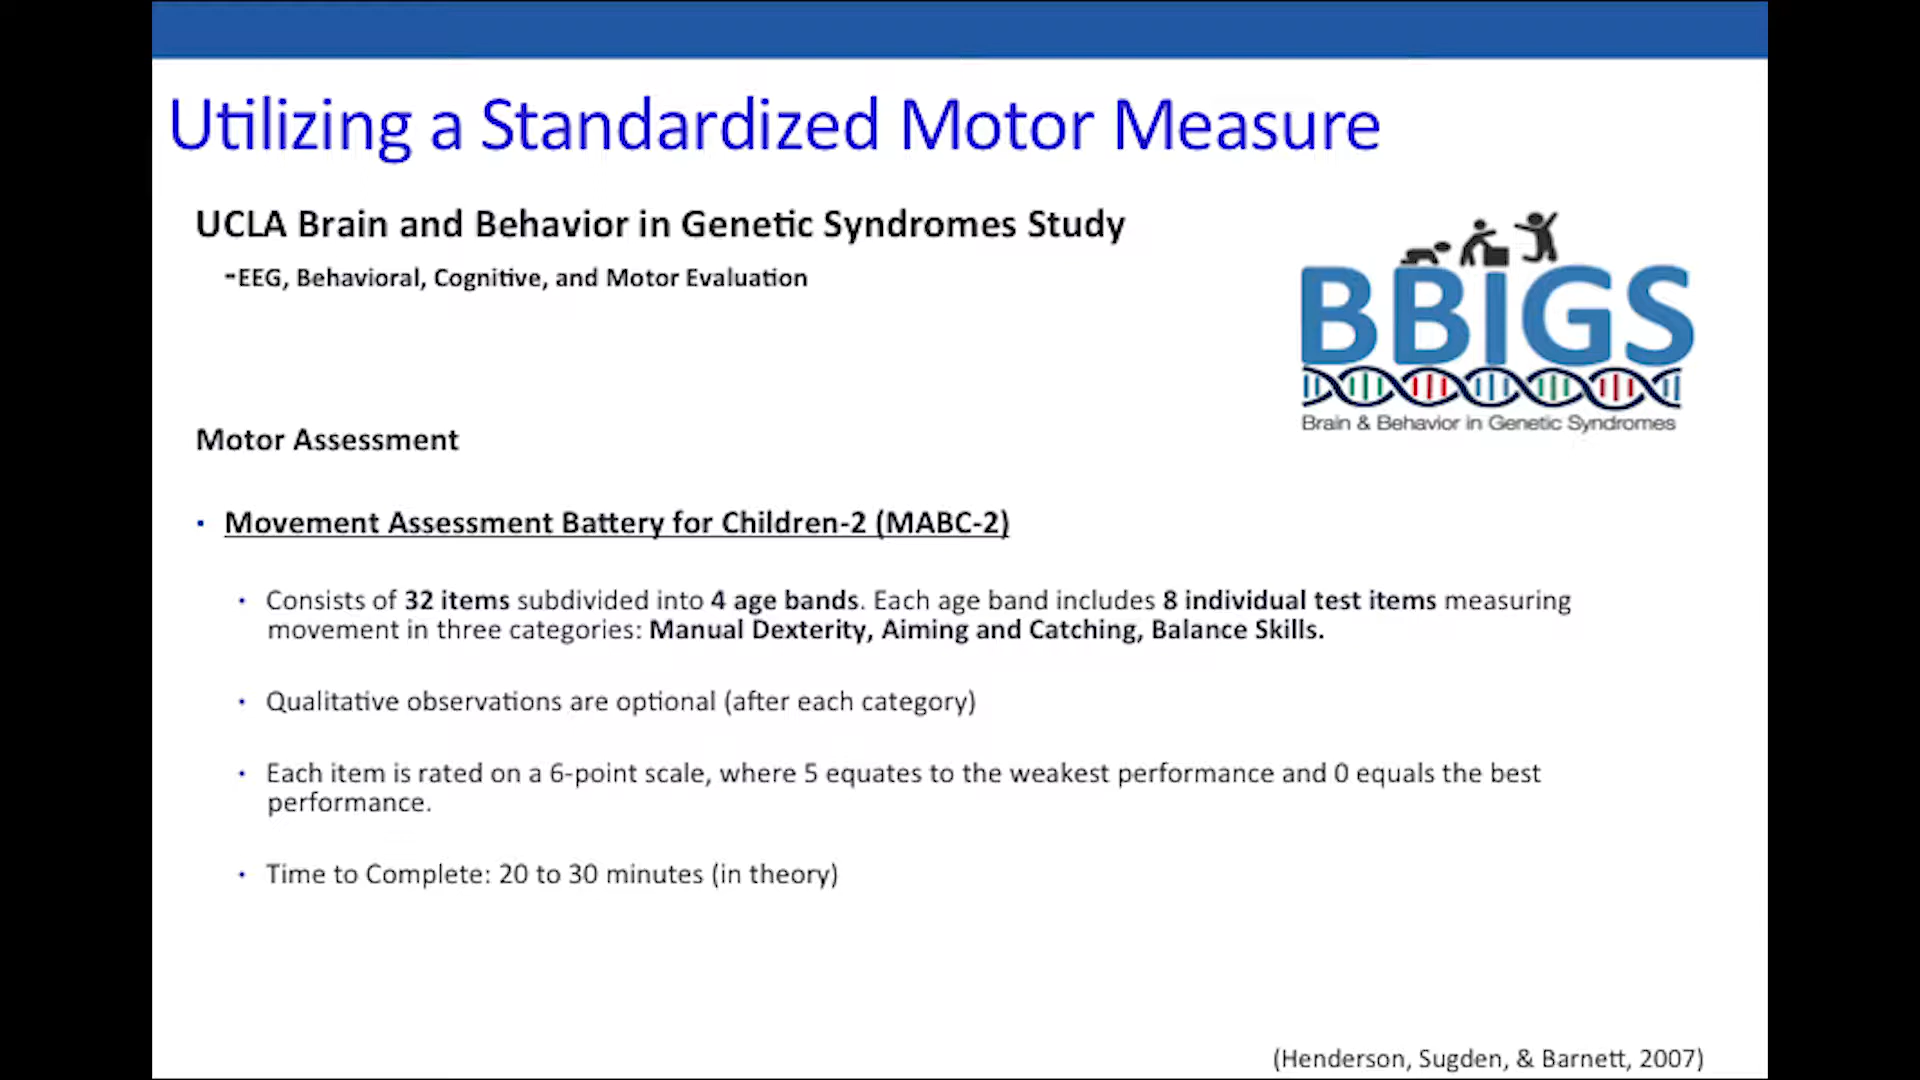 Utilizing a Standardized Motor Measure
UCLA Brain and Behavior in Genetic Syndromes Study
-EEG, Behavioral, Cognitive, and Motor Evaluation
BBIGS
Brain & Behavior in Genetic Syndromes
Motor Assessment
• Movement Assessment Battery for Children-2 (MABC-2)
• Consists of 32 items subdivided into 4 age bands. Each age band includes 8 individual test items measuring
movement in three categories: Manual Dexterity, Aiming and Catching, Balance Skills.
• Qualitative observations are optional (after each category)
• Each item is rated on a 6-point scale, where 5 equates to the weakest performance and 0 equals the best
performance.
• Time to Complete: 20 to 30 minutes (in theory)
(Henderson, Sugden, & Barnett, 2007)